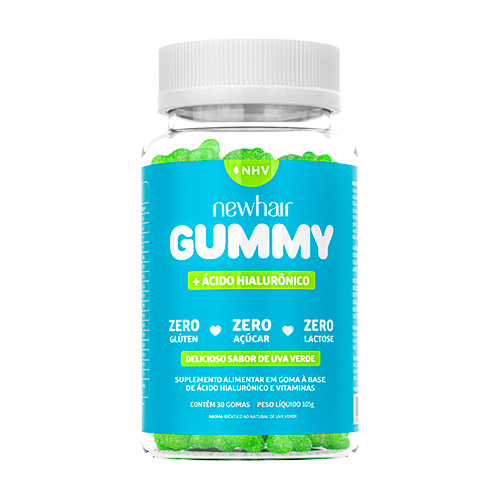 NHV
newhair
GUMMY
+ ÁCIDO HIALURÔNICO
ZERO ZERO ZERO
GLÚTEN AÇÚCAR LACTOSE
DELICIOSO SABOR DE UVA VERDE
SUPLEMENTO ALIMENTAR EM GOMA À BASE
DE ÁCIDO HIALURÔNICO E VITAMINAS
CONTÉM 30 GOMAS | PESO LÍQUIDO 105g
AROMA IDÊNTICO AO NATURAL DE UVA VERDE